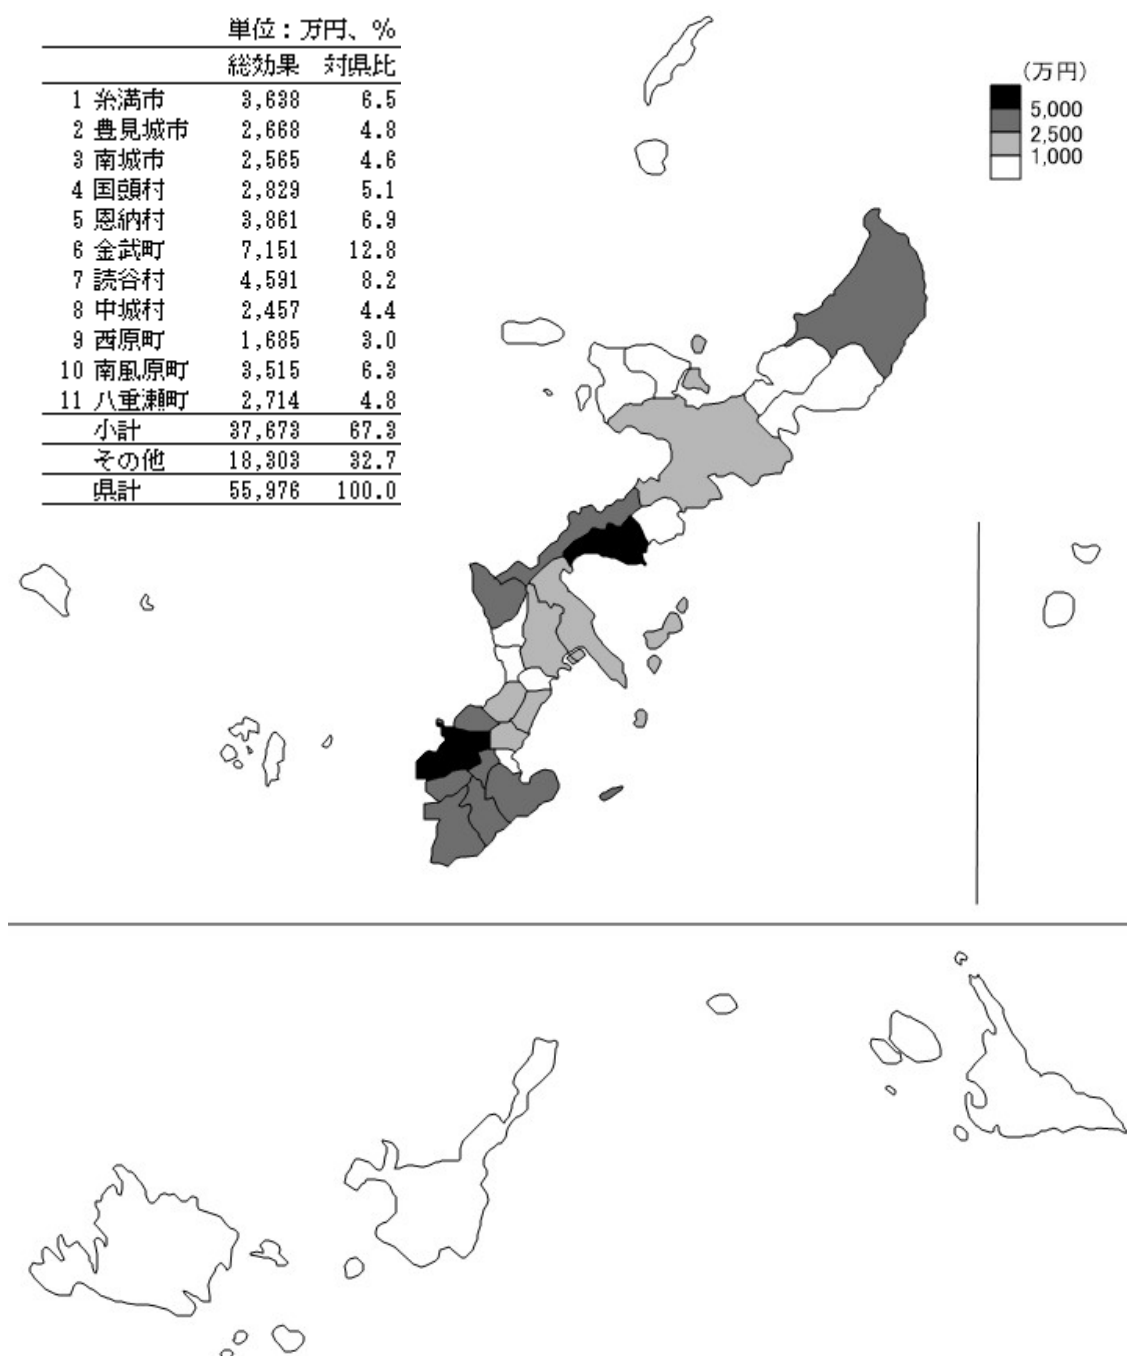 単位：万円、％
総効果 対県比
1 糸満市 3,638 6.5
2 豊見城市 2,668 4.8
3 南城市 2,565 4.6
4 国頭村 2,829 5.1
5 恩納村 3,861 6.9
6 金武町 7,151 12.8
7 読谷村 4,591 8.2
8 中城村 2,457 4.4
9 西原町 1,685 3.0
10 南風原町 3,515 6.3
11 八重瀬町 2,714 4.8
小計 37,673 67.3
その他 18,303 32.7
県計 55,976 100.0
(万円)
5,000
2,500
1,000